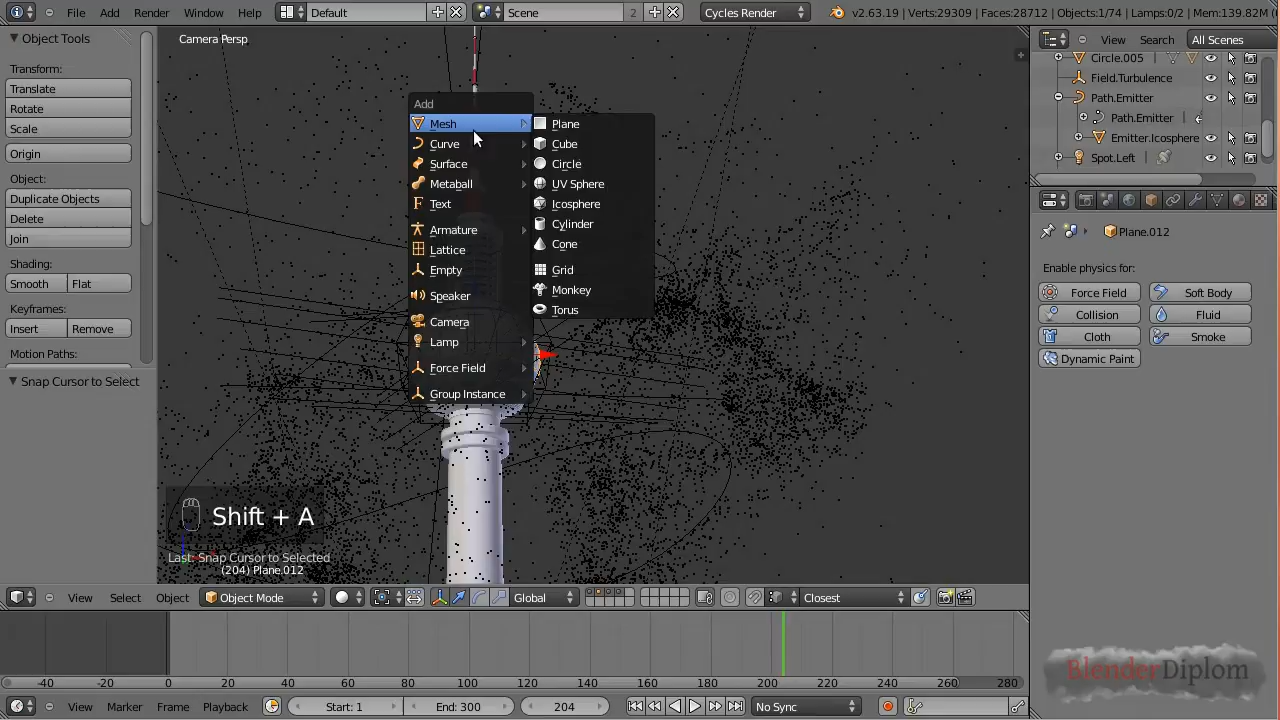 File Add Render Window Help Default Scene 2 Cycles Render v2.63.19 | Verts:29309 | Faces:28712 | Objects:1/74 | Lamps:0/2 | Mem:139.82M
Object Tools
Transform:
Translate
Rotate
Scale
Origin
Object:
Duplicate Objects
Delete
Join
Shading:
Smooth Flat
Keyframes:
Insert Remove
Motion Paths:
Snap Cursor to Select
Camera Persp
Add
Mesh
Curve
Surface
Metaball
Text
Armature
Lattice
Empty
Speaker
Camera
Lamp
Force Field
Group Instance
Plane
Cube
Circle
UV Sphere
Icosphere
Cylinder
Cone
Grid
Monkey
Torus
Shift + A
Last: Snap Cursor to Selected
(204) Plane.012
View Search All Scenes
Circle.005
Field.Turbulence
Path.Emitter
Path.Emitter
Emitter.Icosphere
Spot.Left
Plane.012
Enable physics for:
Force Field Soft Body
Collision Fluid
Cloth Smoke
Dynamic Paint
View Select Object Object Mode Global Closest
-40 -20 0 20 40 60 80 100 120 140 160 180 200 220 240 260 280
View Marker Frame Playback Start: 1 End: 300 204 No Sync
BlenderDiplom